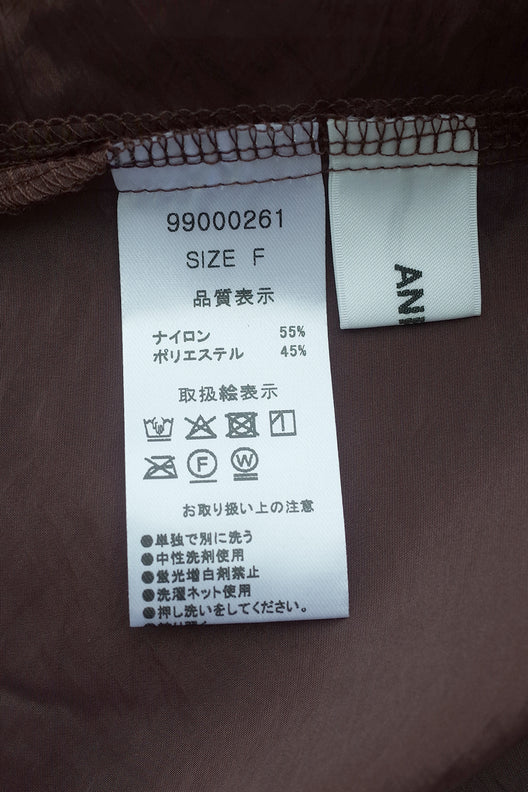 99000261
SIZE F
品質表示
ナイロン 55%
ポリエステル 45%
取扱絵表示
F W
お取り扱い上の注意
●単独で別に洗う
●中性洗剤使用
●蛍光増白剤禁止
●洗濯ネット使用
●押し洗いをしてください。
AN